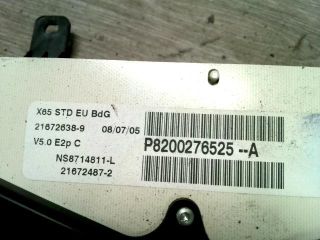 X65 STD EU BdG
21672638-9 08/07/05
V5.0 E2p C
P8200276525 --A
NS8714811-L
21672487-2